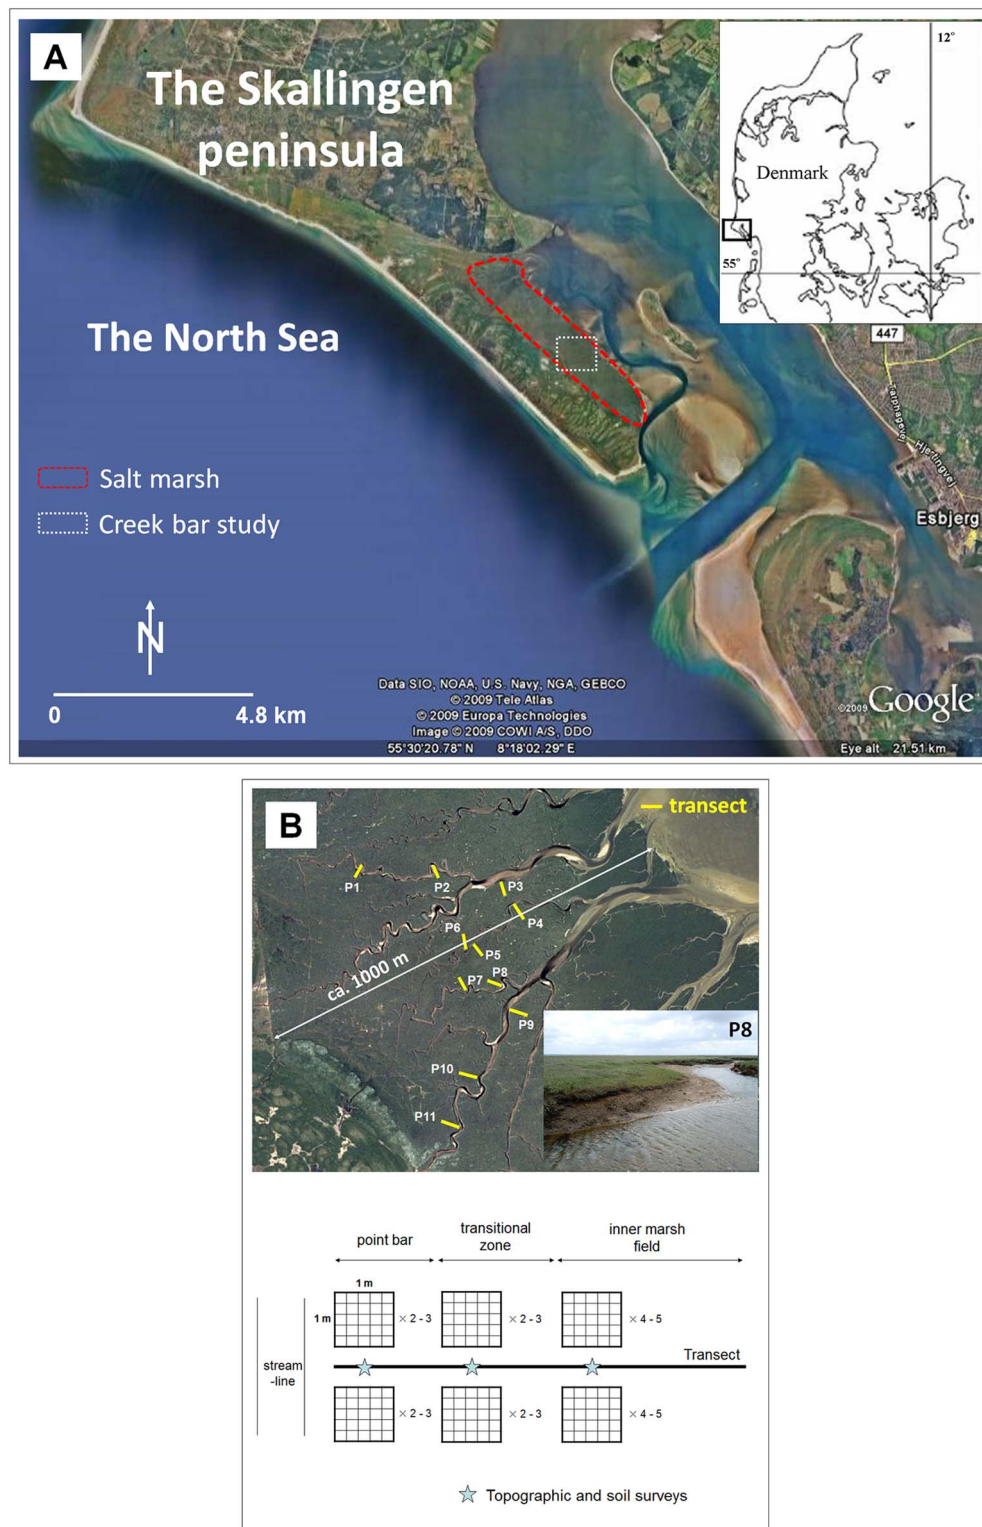 A
The Skallingen
peninsula
12°
Denmark
55°
The North Sea
447
Tarphagevej
Hjertingvej
Esbjerg
Salt marsh
Creek bar study
N
0 4.8 km
Data SIO, NOAA, U.S. Navy, NGA, GEBCO
© 2009 Tele Atlas
© 2009 Europa Technologies
Image © 2009 COWI A/S, DDO
©2009 Google
55°30'20.78" N 8°18'02.29" E
Eye alt 21.51 km
B
transect
P1
P2
P3
P4
P6
P5
ca. 1000 m
P7
P8
P9
P8
P10
P11
point bar
transitional
zone
inner marsh
field
1 m
1 m
× 2 - 3
× 2 - 3
× 4 - 5
Transect
stream
-line
× 2 - 3
× 2 - 3
× 4 - 5
Topographic and soil surveys